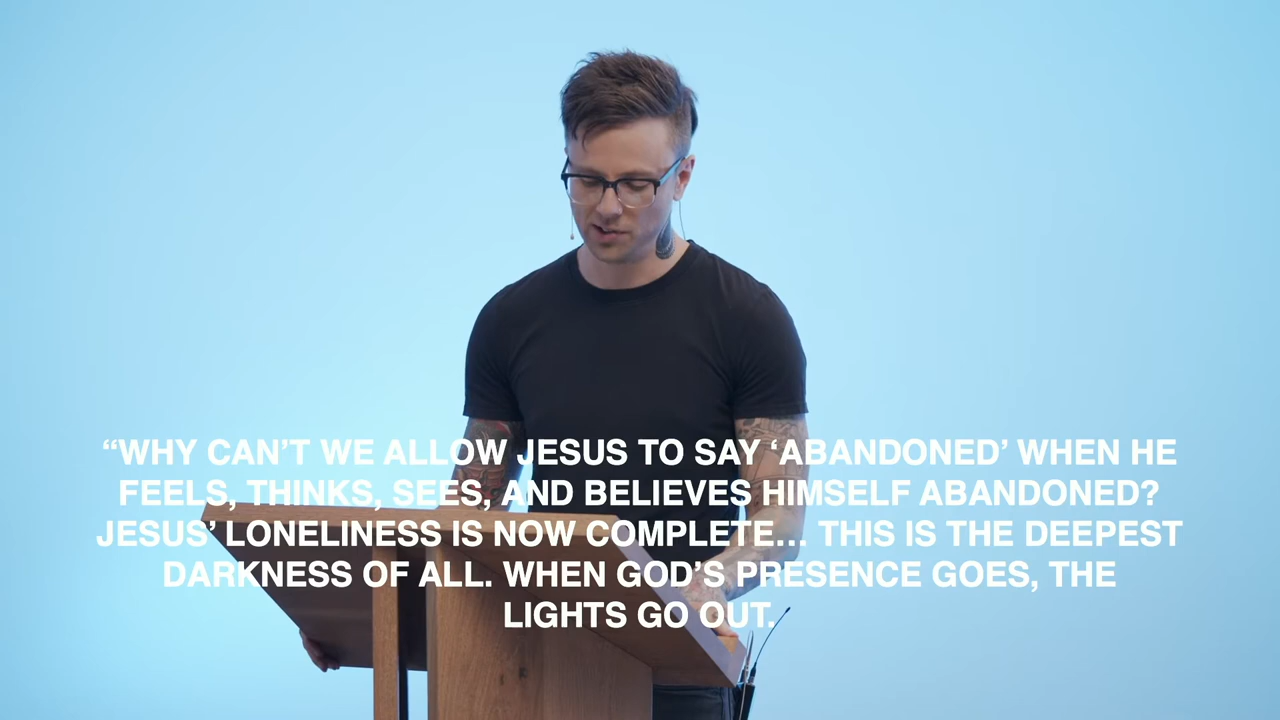 “WHY CAN’T WE ALLOW JESUS TO SAY ‘ABANDONED’ WHEN HE
FEELS, THINKS, SEES, AND BELIEVES HIMSELF ABANDONED?
JESUS’ LONELINESS IS NOW COMPLETE... THIS IS THE DEEPEST
DARKNESS OF ALL. WHEN GOD’S PRESENCE GOES, THE
LIGHTS GO OUT.